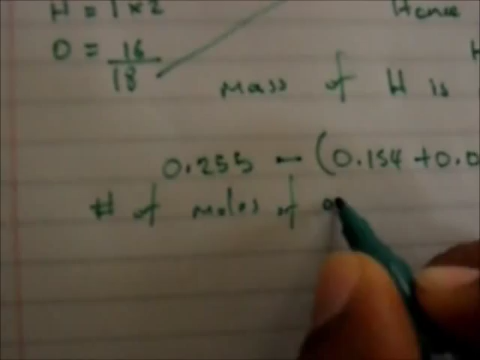 H = 1 x 2
Hence
O = 16
18
Mass of H is
0.255 - (0.154 + 0.0
# of moles of